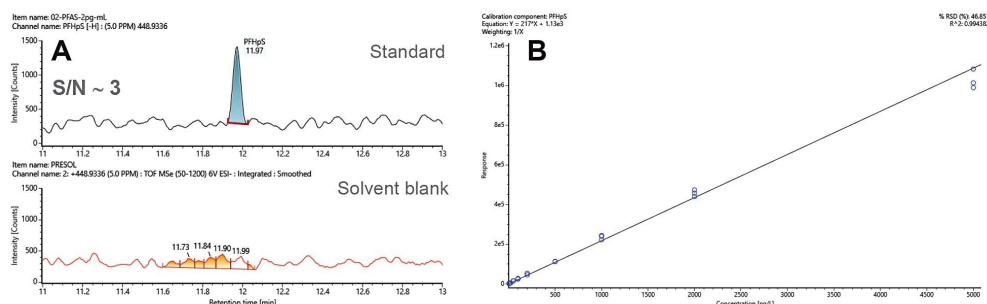 Item name: 02-PFAS-2pg-mL
Channel name: PFHpS [-H] : (5.0 PPM) 448.9336
A
Standard
S/N ~ 3
PFHpS
11.97
Intensity [Counts]
1500
1000
500
0
11 11.2 11.4 11.6 11.8 12 12.2 12.4 12.6 12.8 13
Item name: PRESOL
Channel name: 2: +448.9336 (5.0 PPM) : TOF MSe (50-1200) 6V ESI- : Integrated : Smoothed
Solvent blank
11.73 11.84 11.90 11.99
Intensity [Counts]
1500
1000
500
0
11 11.2 11.4 11.6 11.8 12 12.2 12.4 12.6 12.8 13
Retention time [min]
Calibration component: PFHpS
Equation: Y = 217*X + 1.13e3
Weighting: 1/X
% RSD (%): 46.85
R^2: 0.99438
B
Response
1.2e6
1e6
8e5
6e5
4e5
2e5
0
500 1000 1500 2000 2500 3000 3500 4000 4500 5000